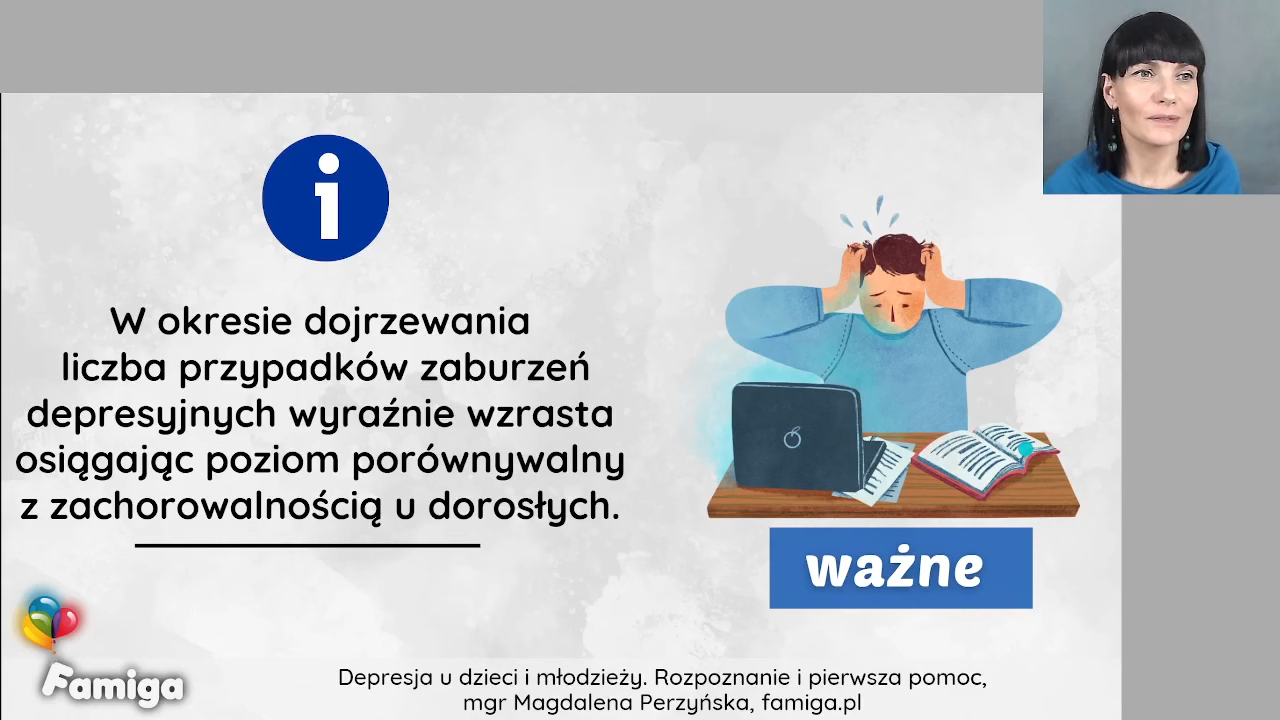 i
W okresie dojrzewania
liczba przypadków zaburzeń
depresyjnych wyraźnie wzrasta
osiągając poziom porównywalny
z zachorowalnością u dorosłych.
ważne
Famiga
Depresja u dzieci i młodzieży. Rozpoznanie i pierwsza pomoc,
mgr Magdalena Perzyńska, famiga.pl